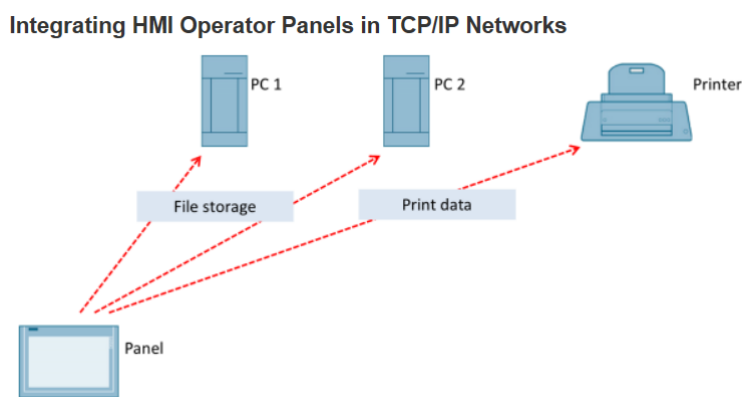 Integrating HMI Operator Panels in TCP/IP Networks
PC 1
PC 2
Printer
File storage
Print data
Panel